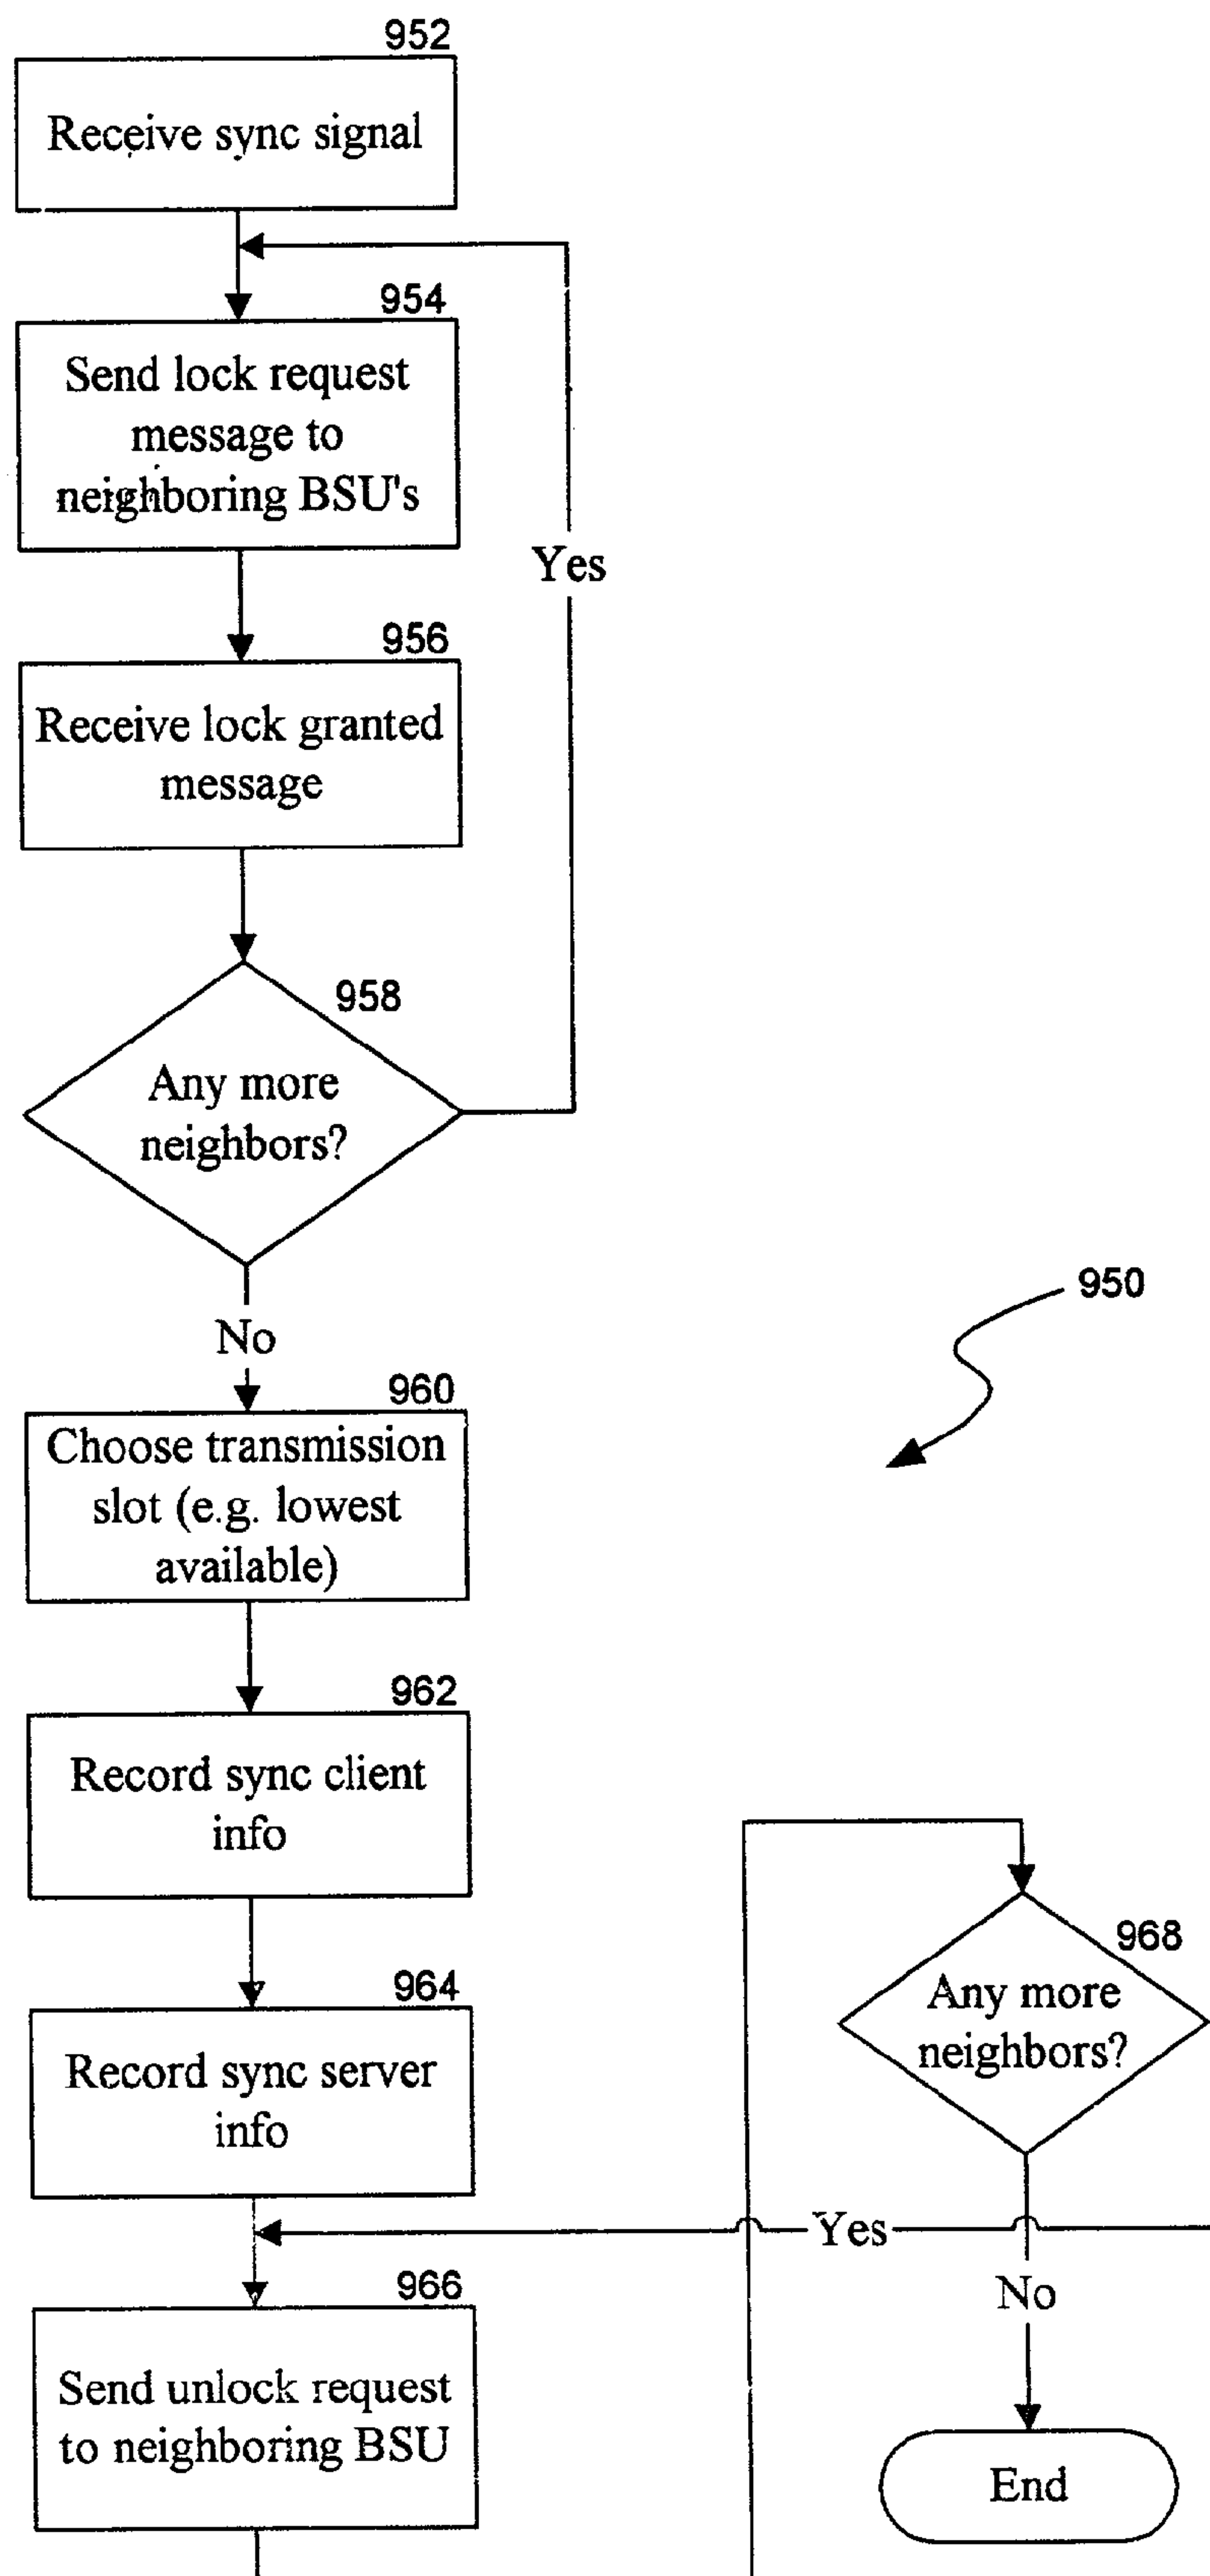 952
Receive sync signal
954
Send lock request
message to
neighboring BSU's
Yes
956
Receive lock granted
message
958
Any more
neighbors?
No
950
960
Choose transmission
slot (e.g. lowest
available)
962
Record sync client
info
964
Record sync server
info
966
Send unlock request
to neighboring BSU
968
Any more
neighbors?
Yes
No
End